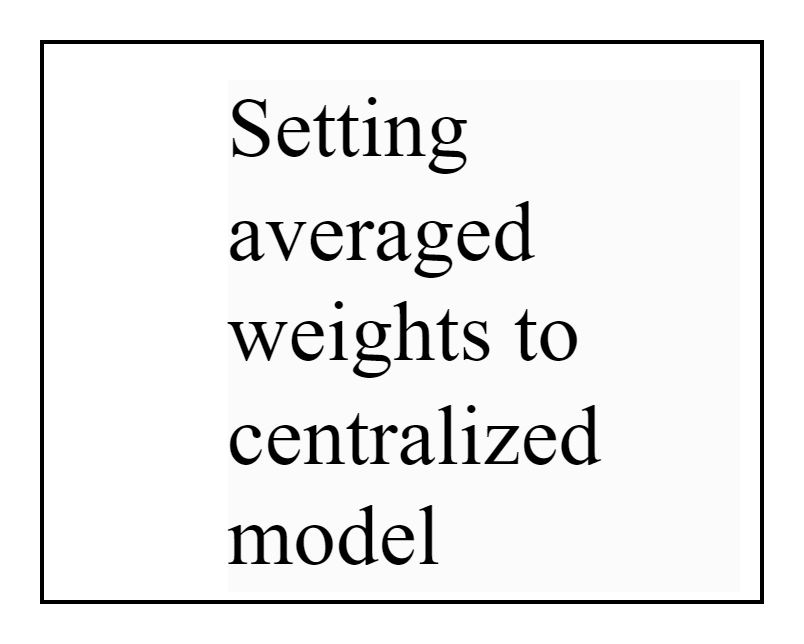 Setting
averaged
weights to
centralized
model